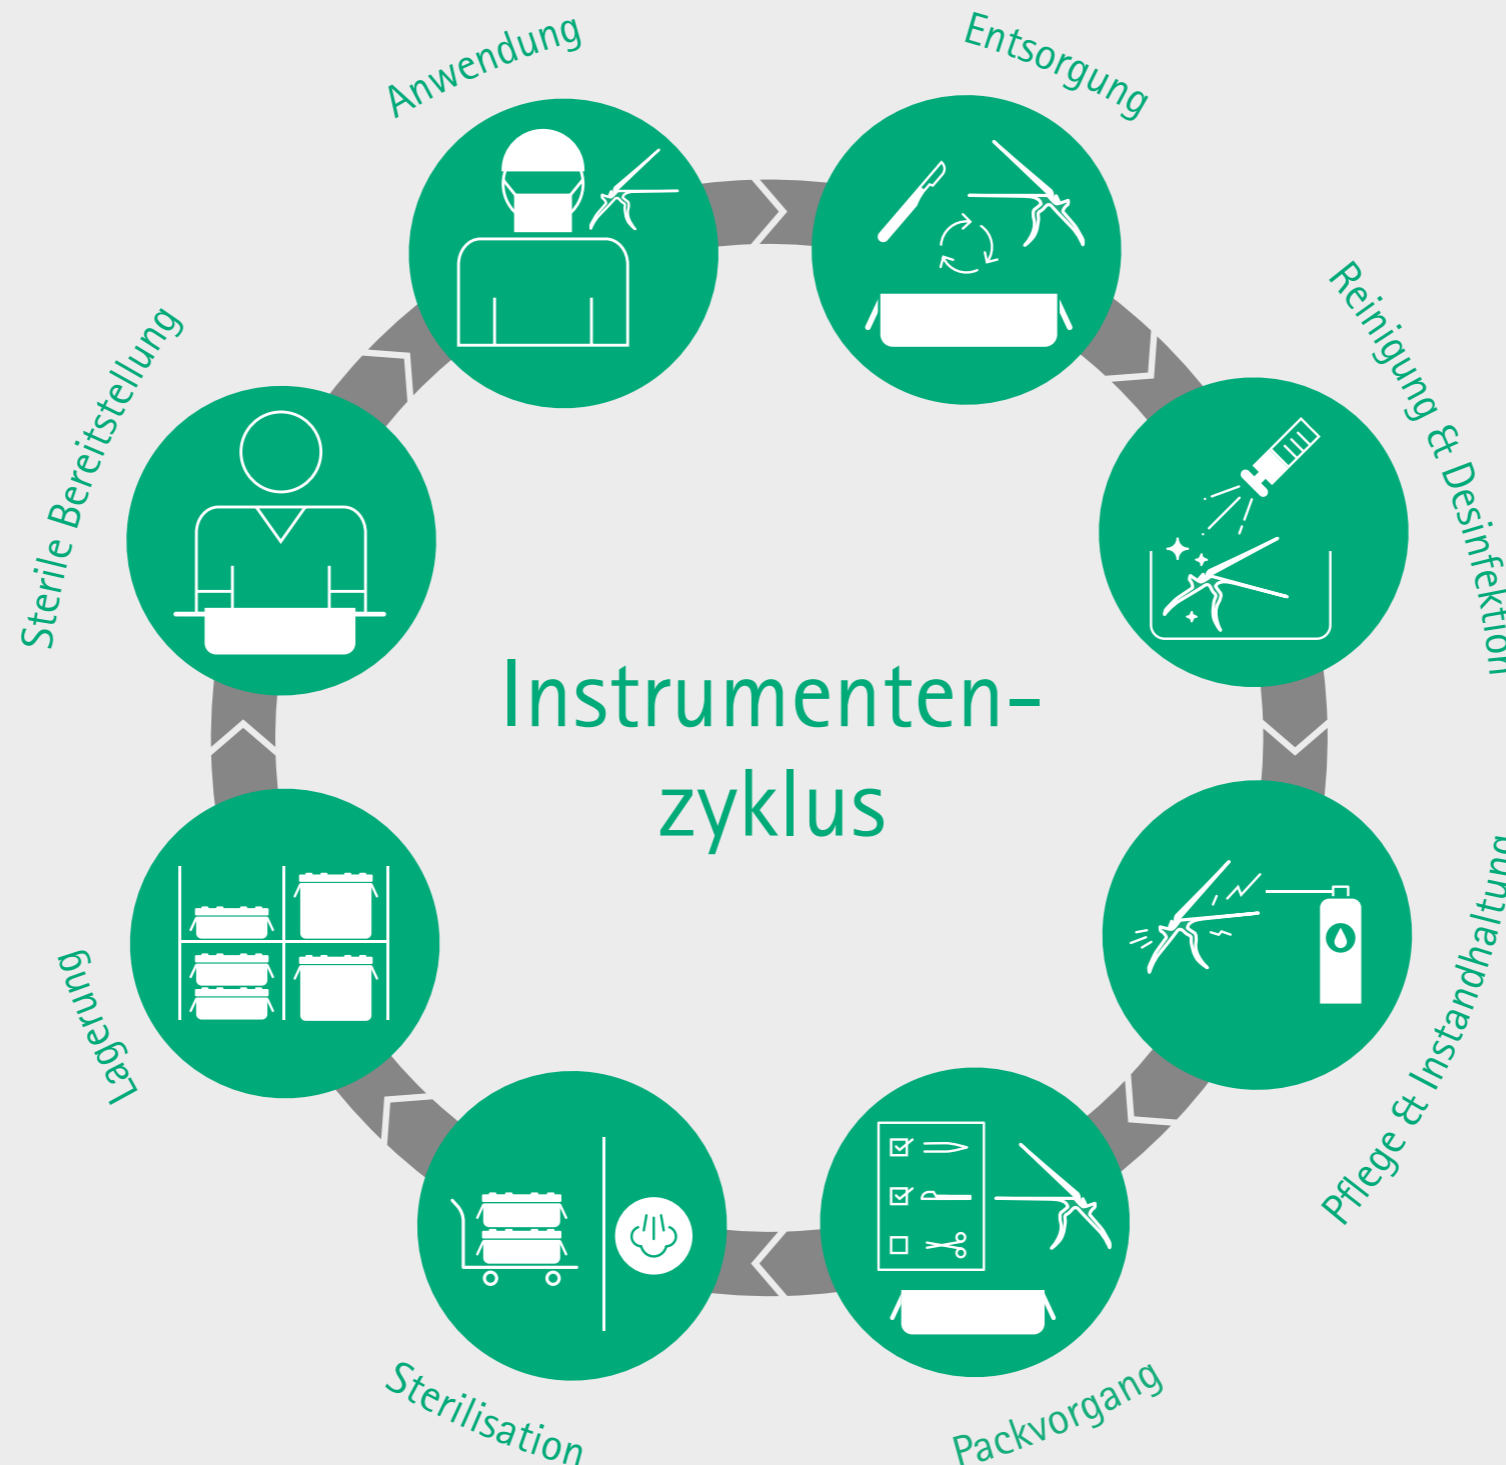 Anwendung
Entsorgung
Reinigung & Desinfektion
Pflege & Instandhaltung
Packvorgang
Sterilisation
Lagerung
Sterile Bereitstellung
Instrumenten-
zyklus